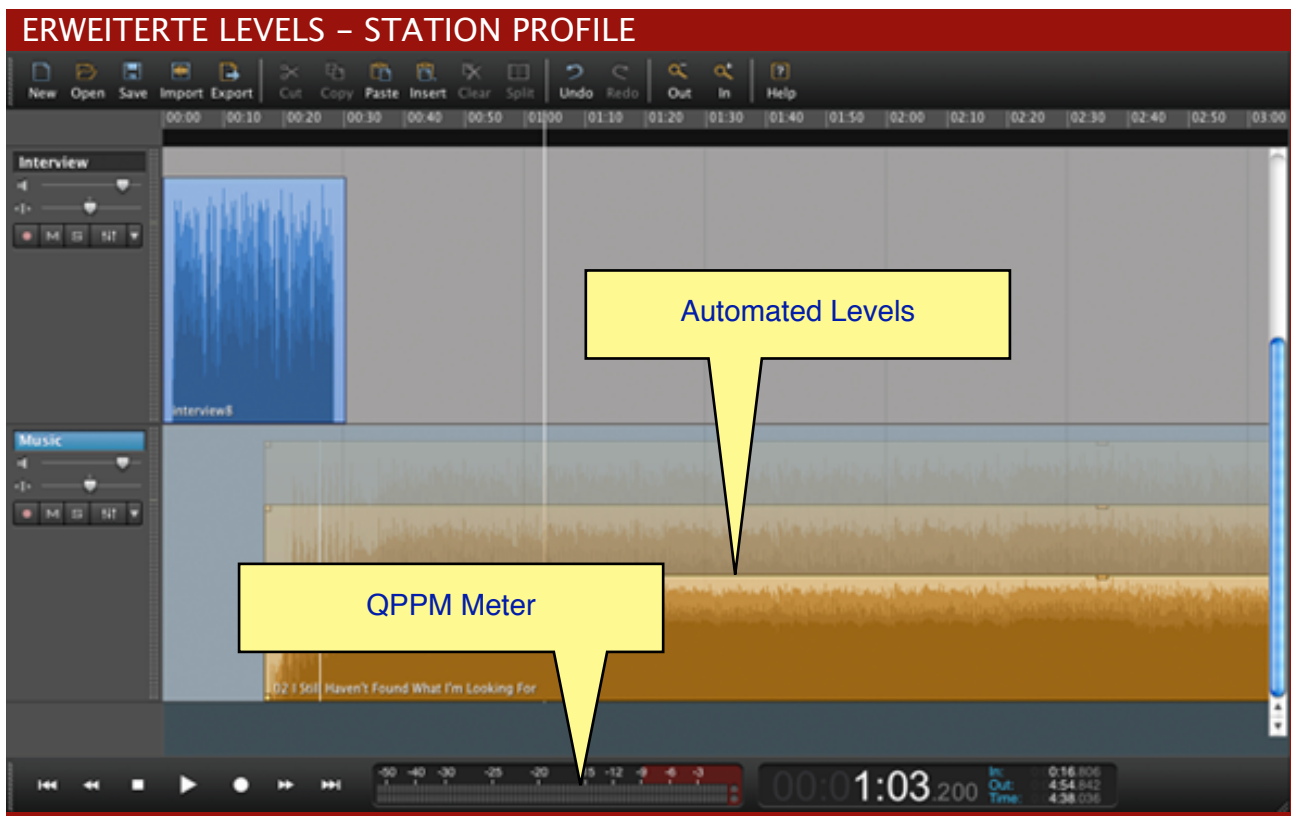 ERWEITERTE LEVELS – STATION PROFILE
New Open Save Import Export Cut Copy Paste Insert Clear Split Undo Redo Out In Help
00:00 00:10 00:20 00:30 00:40 00:50 01:00 01:10 01:20 01:30 01:40 01:50 02:00 02:10 02:20 02:30 02:40 02:50 03:00
Interview
M S
interview8
Automated Levels
Music
M S
QPPM Meter
02 I Still Haven't Found What I'm Looking For
-50 -40 -30 -25 -20 -12 -9 -6 -3
00:01:03.200
In: 0:16.806
Out: 4:54.842
Time: 4:38.036